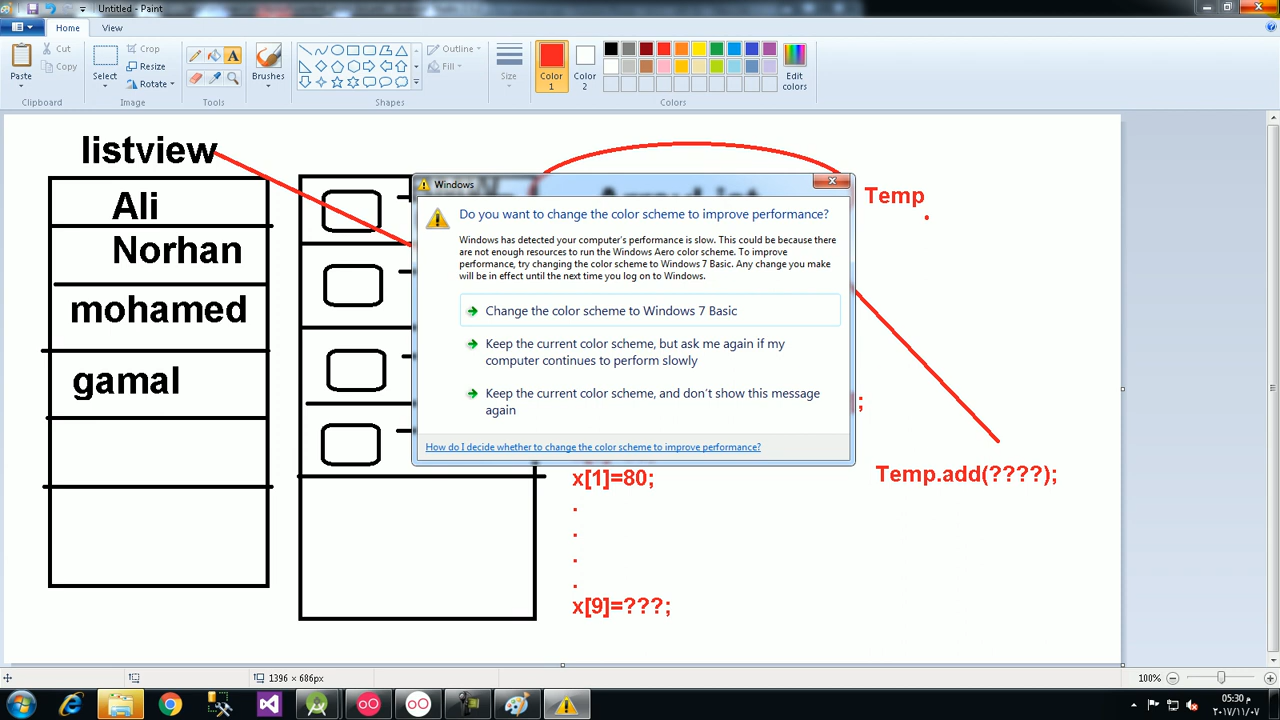 Untitled - Paint
Home
View
Paste
Cut
Copy
Select
Crop
Resize
Rotate
Brushes
Outline
Fill
Size
Color
1
Color
2
Edit
colors
Clipboard
Image
Tools
Shapes
Colors
listview
Ali
Norhan
mohamed
gamal
Temp
.
Windows
Do you want to change the color scheme to improve performance?
Windows has detected your computer's performance is slow. This could be because there
are not enough resources to run the Windows Aero color scheme. To improve
performance, try changing the color scheme to Windows 7 Basic. Any change you make
will be in effect until the next time you log on to Windows.
Change the color scheme to Windows 7 Basic
Keep the current color scheme, but ask me again if my
computer continues to perform slowly
Keep the current color scheme, and don't show this message
again
How do I decide whether to change the color scheme to improve performance?
;
x[1]=80;
.
.
.
.
x[9]=???;
Temp.add(????);
1396 × 686px
100%
05:30 م
٢٠١٧/١١/٠٧